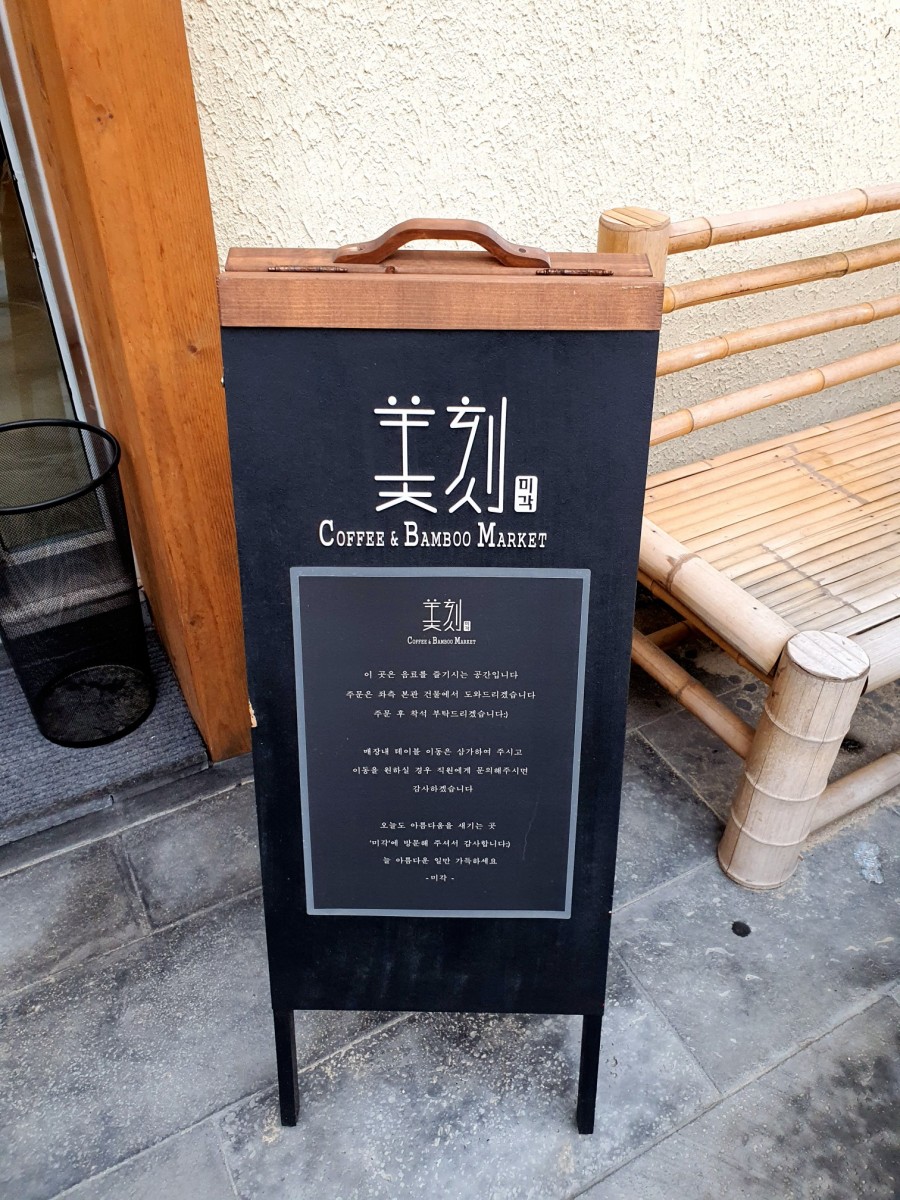 美刻
미각
COFFEE & BAMBOO MARKET
美刻 미각
COFFEE & BAMBOO MARKET
이 곳은 음료를 즐기시는 공간입니다
주문은 좌측 본관 건물에서 도와드리겠습니다
주문 후 착석 부탁드리겠습니다:)
매장내 테이블 이동은 삼가하여 주시고
이동을 원하실 경우 직원에게 문의해주시면
감사하겠습니다
오늘도 아름다움을 새기는 곳
'미각'에 방문해 주셔서 감사합니다:)
늘 아름다운 일만 가득하세요
- 미각 -